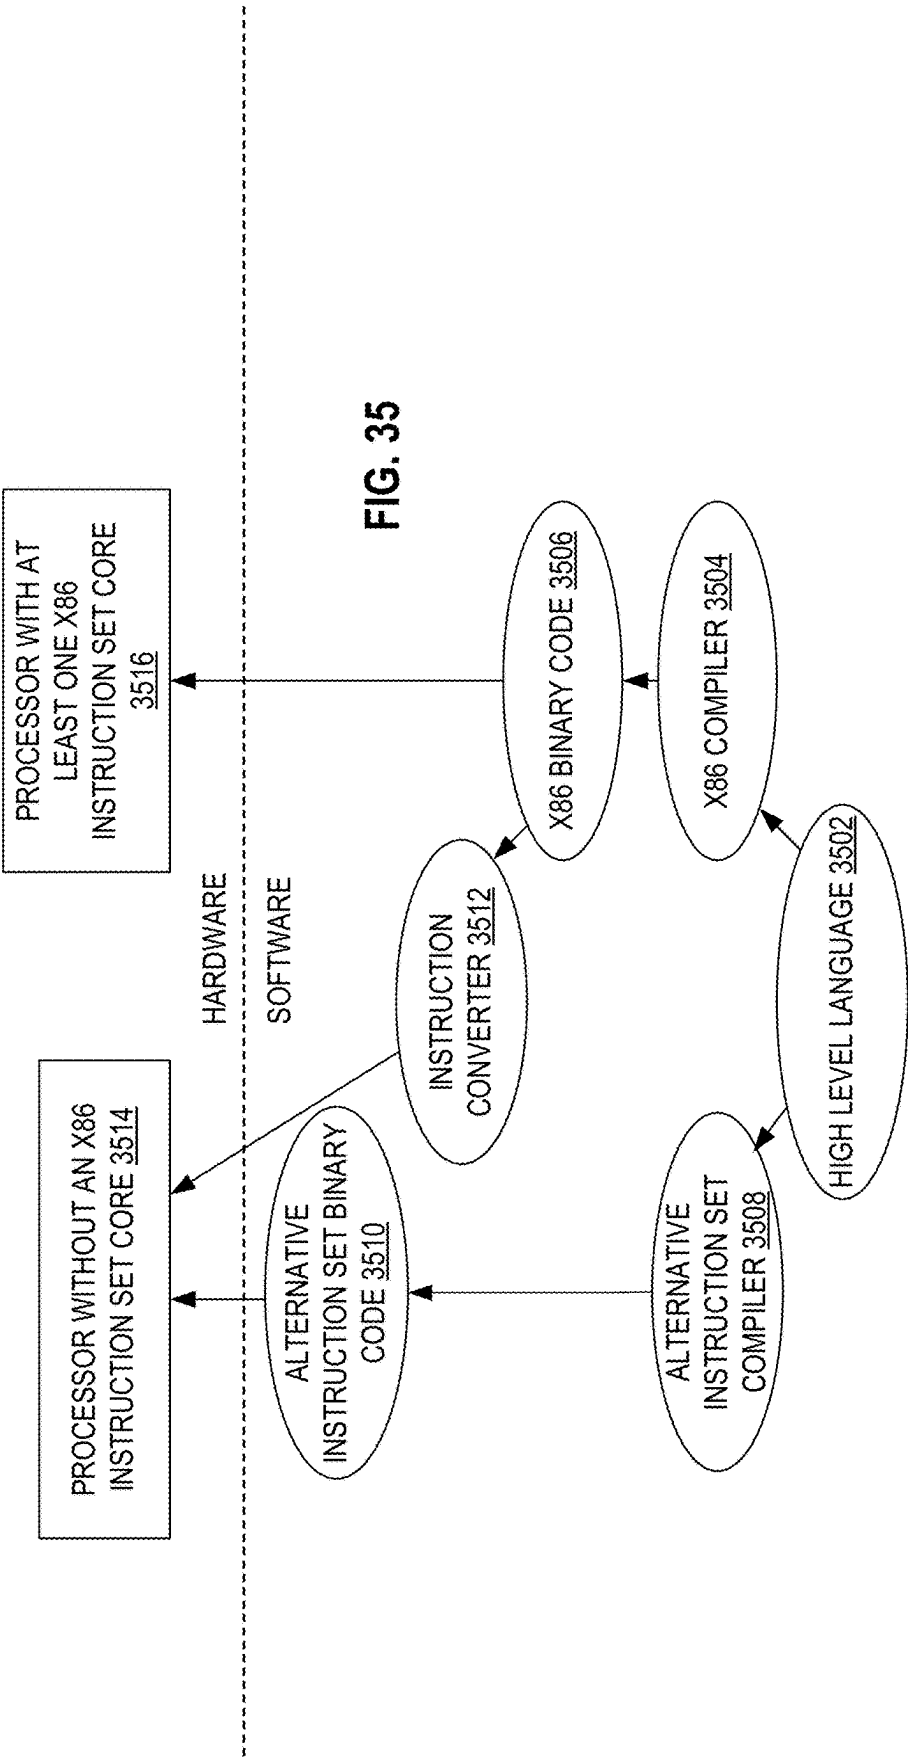 PROCESSOR WITHOUT AN X86
INSTRUCTION SET CORE 3514
PROCESSOR WITH AT
LEAST ONE X86
INSTRUCTION SET CORE
3516
HARDWARE
SOFTWARE
ALTERNATIVE
INSTRUCTION SET BINARY
CODE 3510
INSTRUCTION
CONVERTER 3512
FIG. 35
X86 BINARY CODE 3506
ALTERNATIVE
INSTRUCTION SET
COMPILER 3508
X86 COMPILER 3504
HIGH LEVEL LANGUAGE 3502